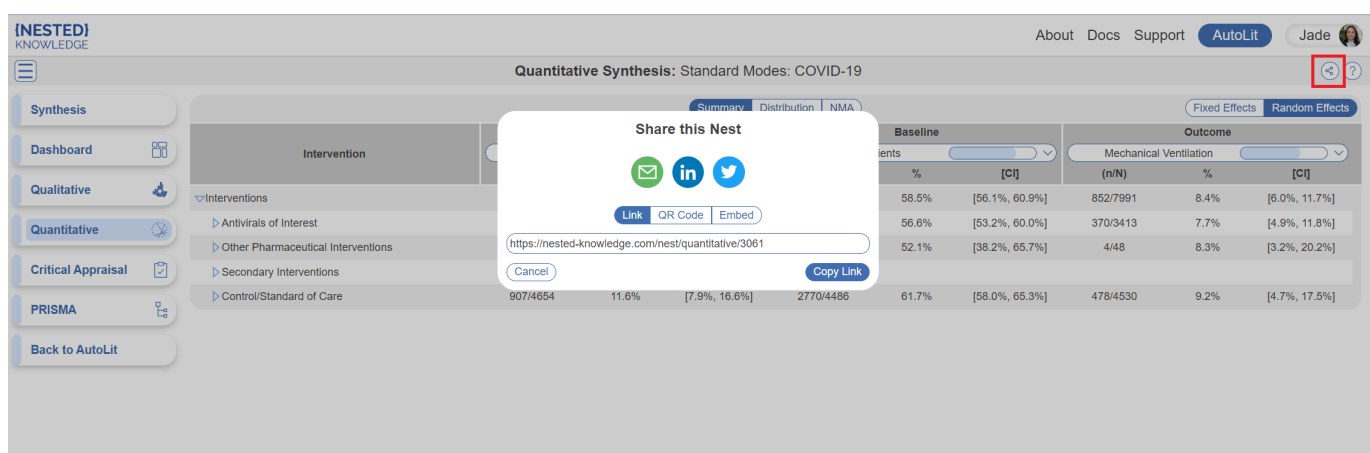 {NESTED}
KNOWLEDGE
About Docs Support AutoLit Jade
Quantitative Synthesis: Standard Modes: COVID-19
?
Synthesis
Dashboard
Qualitative
Quantitative
Critical Appraisal
PRISMA
Back to AutoLit
Summary Distribution NMA
Fixed Effects Random Effects
Intervention
Baseline
Outcome
Mechanical Ventilation
% [CI] (n/N) % [CI]
Interventions 58.5% [56.1%, 60.9%] 852/7991 8.4% [6.0%, 11.7%]
Antivirals of Interest 56.6% [53.2%, 60.0%] 370/3413 7.7% [4.9%, 11.8%]
Other Pharmaceutical Interventions 52.1% [38.2%, 65.7%] 4/48 8.3% [3.2%, 20.2%]
Secondary Interventions
Control/Standard of Care 907/4654 11.6% [7.9%, 16.6%] 2770/4486 61.7% [58.0%, 65.3%] 478/4530 9.2% [4.7%, 17.5%]
Share this Nest
in
Link QR Code Embed
https://nested-knowledge.com/nest/quantitative/3061
Cancel Copy Link